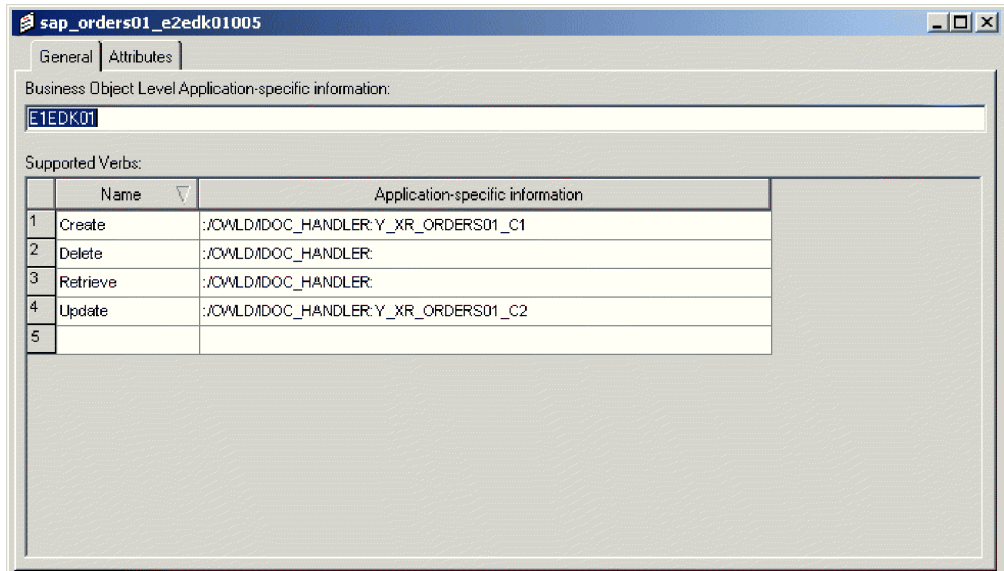 sap_orders01_e2edk01005
General Attributes
Business Object Level Application-specific information:
E1EDK01
Supported Verbs:
Name Application-specific information
1 Create :/CWLD/IDOC_HANDLER:Y_XR_ORDERS01_C1
2 Delete :/CWLD/IDOC_HANDLER:
3 Retrieve :/CWLD/IDOC_HANDLER:
4 Update :/CWLD/IDOC_HANDLER:Y_XR_ORDERS01_C2
5